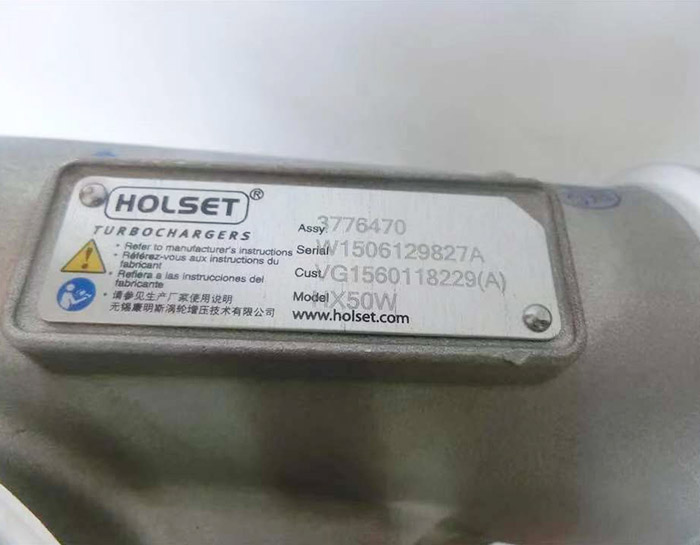 HOLSET®
TURBOCHARGERS
• Refer to manufacturer's instructions
• Référez-vous aux instructions du
fabricant
• Refiera a las instrucciones del
fabricante
• 请参见生产厂家使用说明
无锡康明斯涡轮增压技术有限公司
Assy 3776470
Serial W1506129827A
Cust VG1560118229(A)
Model HX50W
www.holset.com